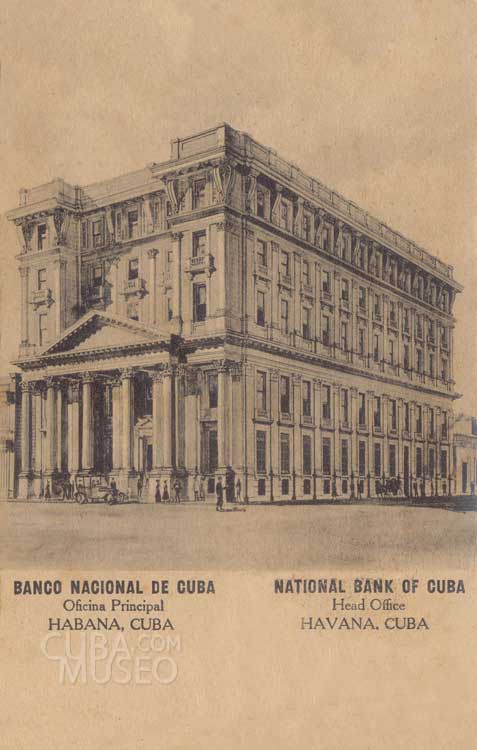 BANCO NACIONAL DE CUBA
Oficina Principal
HABANA, CUBA
NATIONAL BANK OF CUBA
Head Office
HAVANA, CUBA
CUBA.COM
MUSEO